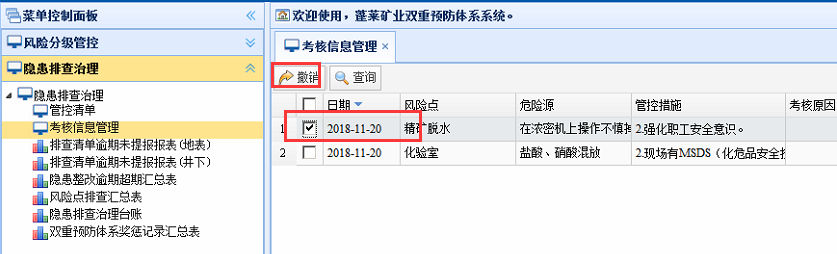 菜单控制面板
风险分级管控
隐患排查治理
隐患排查治理
管控清单
考核信息管理
排查清单逾期未提报报表(地表)
排查清单逾期未提报报表(井下)
隐患整改逾期超期汇总表
风险点排查汇总表
隐患排查治理台账
双重预防体系奖惩记录汇总表
欢迎使用，蓬莱矿业双重预防体系系统。
考核信息管理
撤销 查询
日期 风险点 危险源 管控措施 考核原因
1 2018-11-20 精矿脱水 在浓密机上操作不慎掉 2.强化职工安全意识。
2 2018-11-20 化验室 盐酸、硝酸混放 2.现场有MSDS（化危品安全技